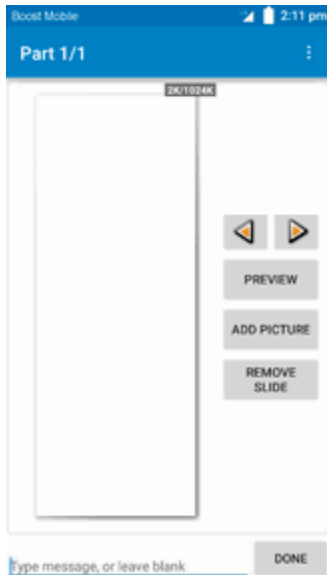 Boost Mobile 2:11 pm
Part 1/1
2K/1024K
PREVIEW
ADD PICTURE
REMOVE
SLIDE
Type message, or leave blank
DONE